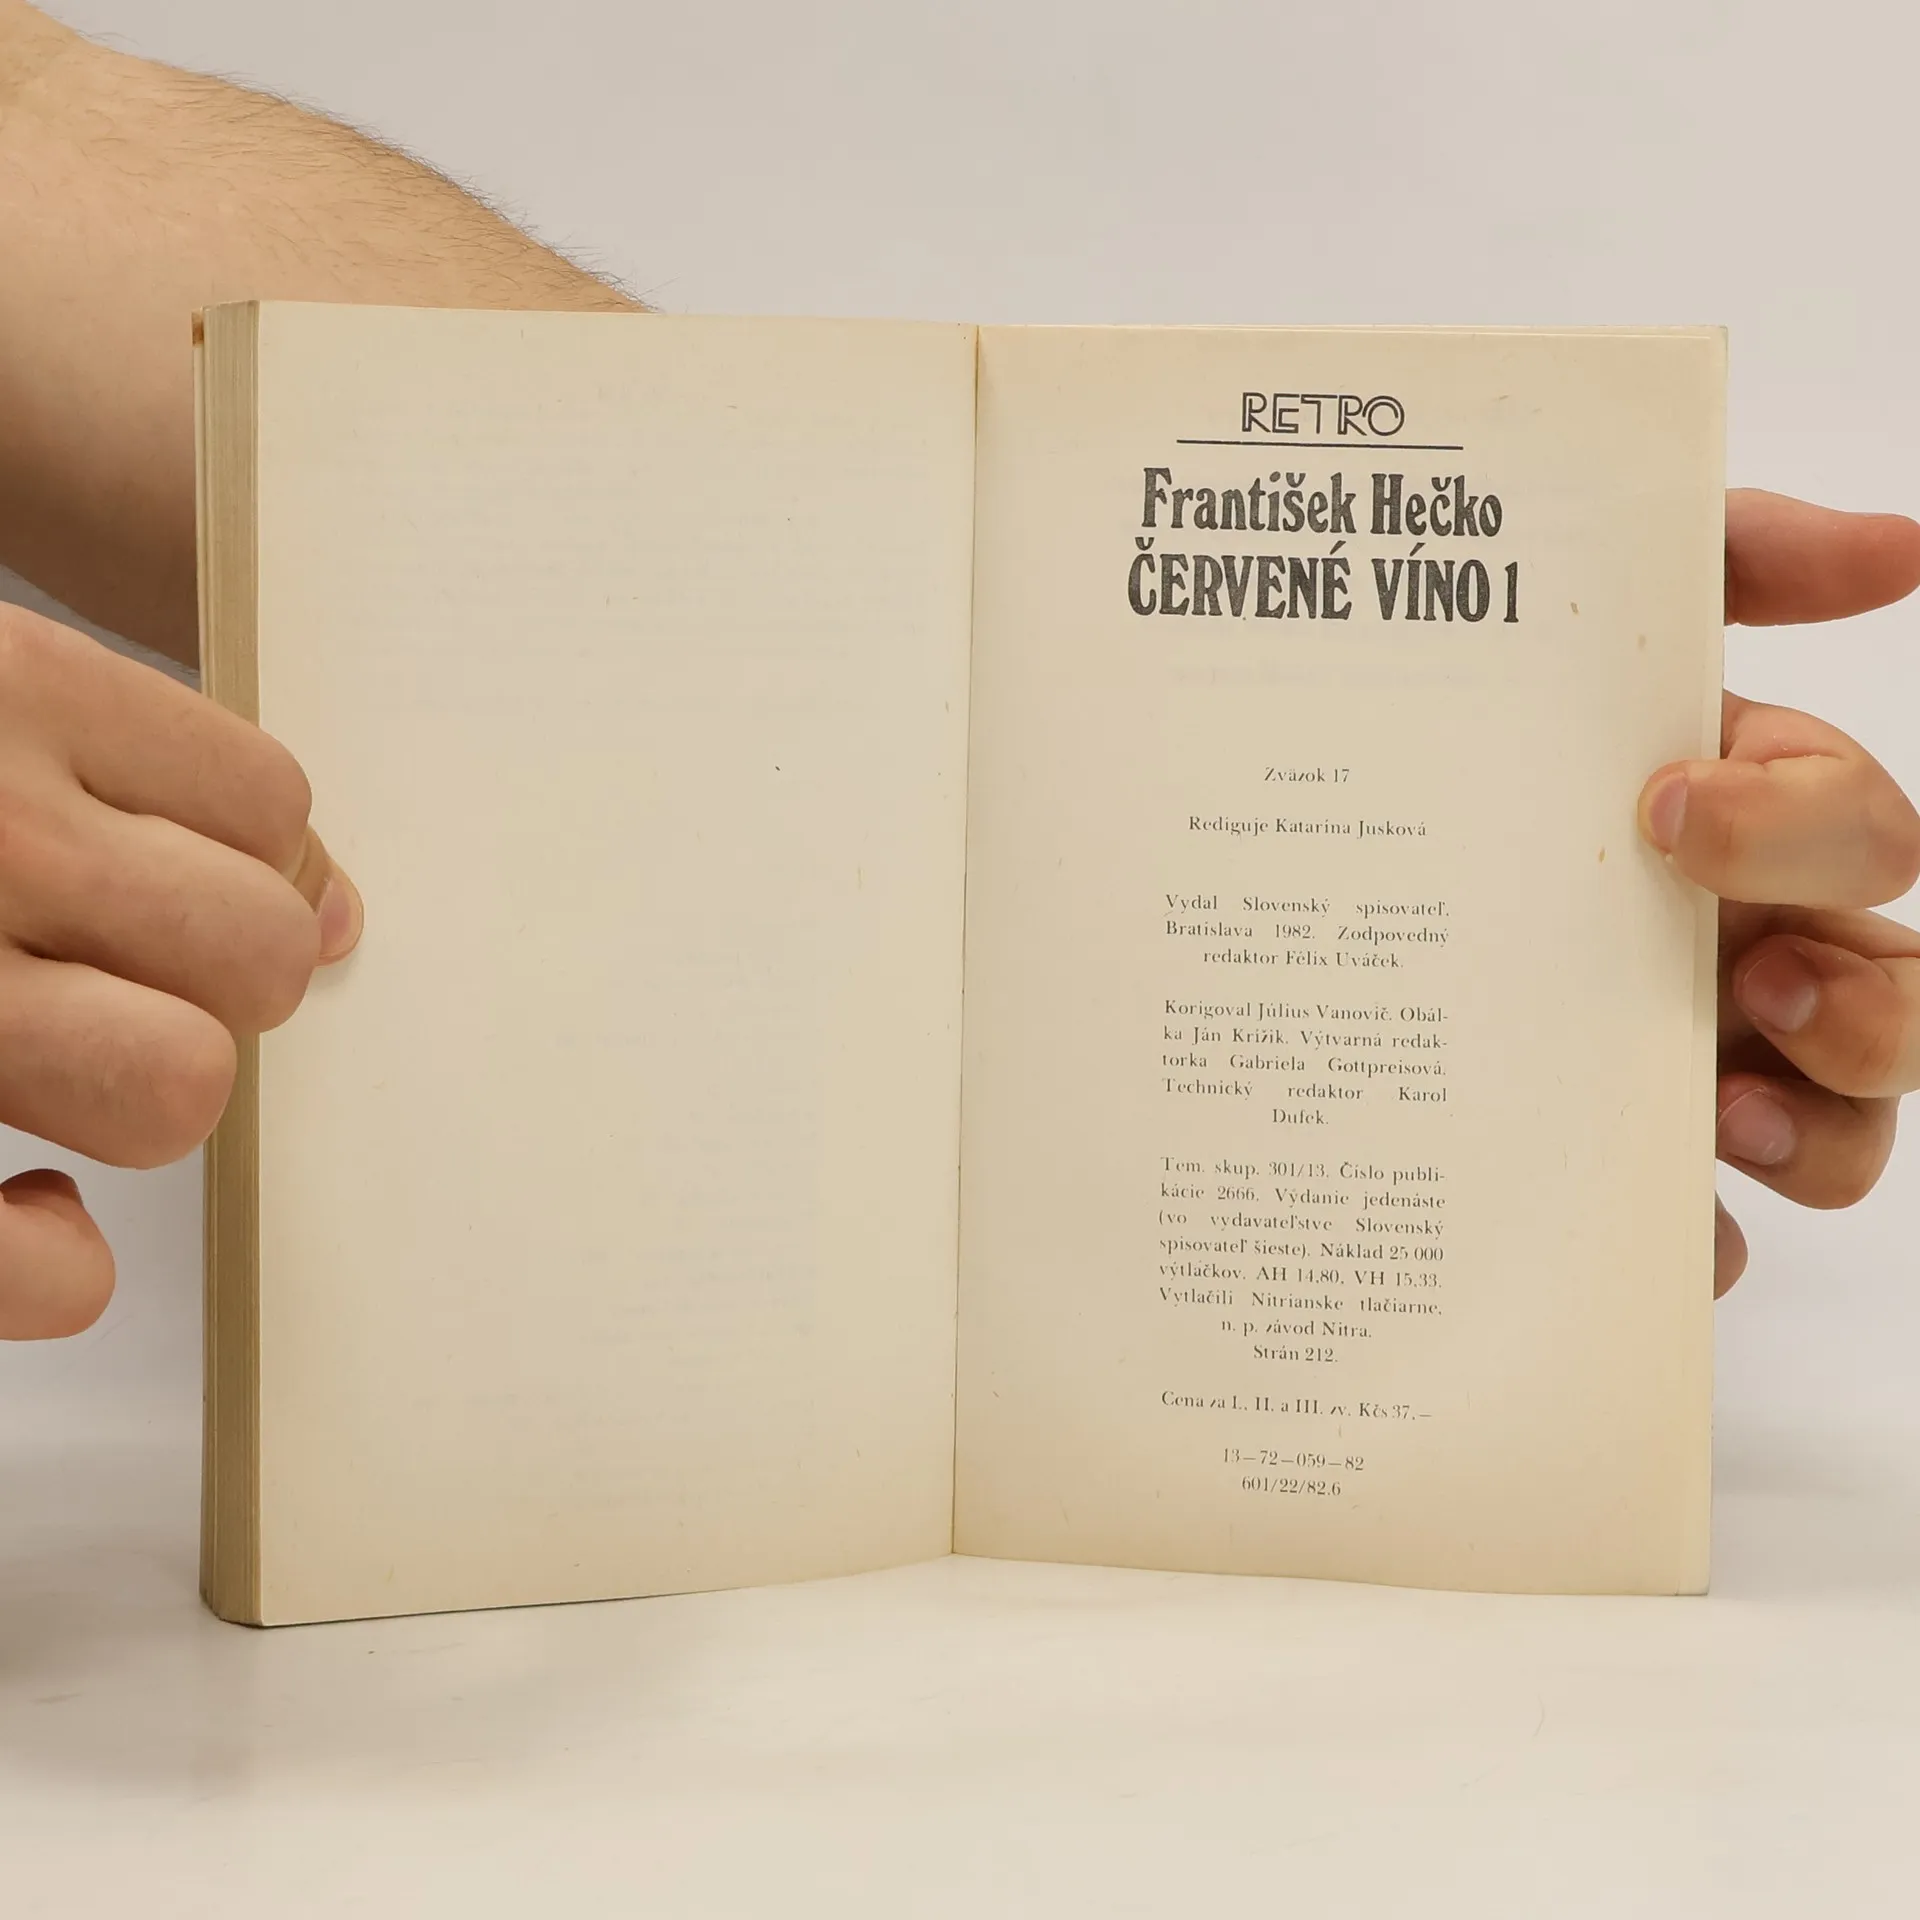 RETRO
František Hečko
ČERVENÉ VÍNO 1
Zväzok 17
Rediguje Katarína Jusková
Vydal Slovenský spisovateľ,
Bratislava 1982. Zodpovedný
redaktor Félix Uváček.
Korigoval Július Vanovič. Obál-
ka Ján Krížik. Výtvarná redak-
torka Gabriela Gottpreisová.
Technický redaktor Karol
Dufek.
Tem. skup. 301/13. Číslo publi-
kácie 2666. Vydanie jedenáste
(vo vydavateľstve Slovenský
spisovateľ šieste). Náklad 25 000
výtlačkov. AH 14,80, VH 15,33.
Vytlačili Nitrianske tlačiarne,
n. p. závod Nitra.
Strán 212.
Cena za I., II. a III. zv. Kčs 37,—
13—72—059—82
601/22/82.6